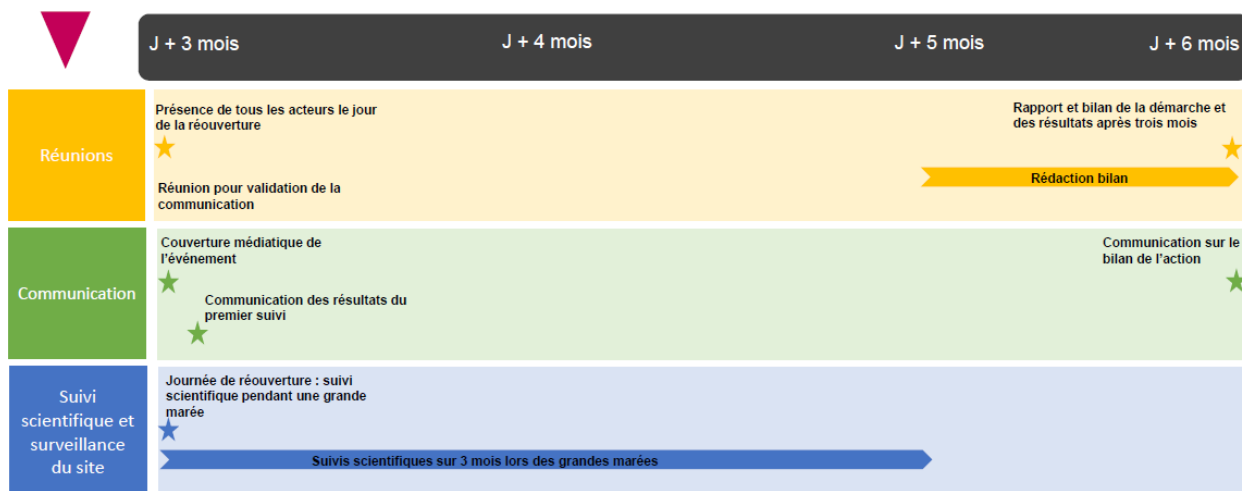 J + 3 mois
J + 4 mois
J + 5 mois
J + 6 mois
Réunions
Présence de tous les acteurs le jour
de la réouverture
Réunion pour validation de la
communication
Rapport et bilan de la démarche et
des résultats après trois mois
Rédaction bilan
Communication
Couverture médiatique de
l'événement
Communication des résultats du
premier suivi
Communication sur le
bilan de l'action
Suivi
scientifique et
surveillance
du site
Journée de réouverture : suivi
scientifique pendant une grande
marée
Suivis scientifiques sur 3 mois lors des grandes marées